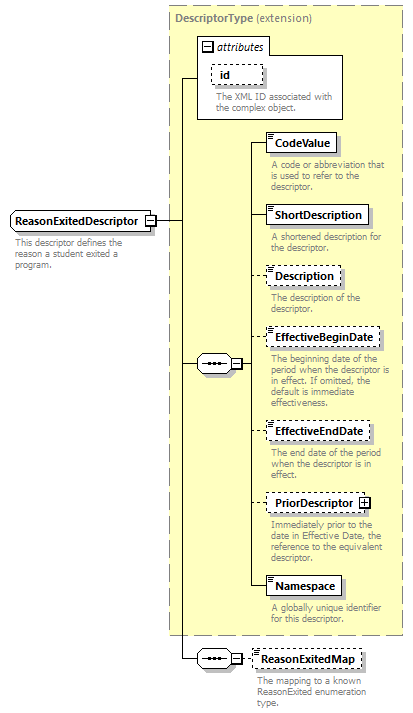 DescriptorType (extension)
attributes
id
The XML ID associated with
the complex object.
CodeValue
A code or abbreviation that
is used to refer to the
descriptor.
ReasonExitedDescriptor
This descriptor defines the
reason a student exited a
program.
ShortDescription
A shortened description for
the descriptor.
Description
The description of the
descriptor.
EffectiveBeginDate
The beginning date of the
period when the descriptor is
in effect. If omitted, the
default is immediate
effectiveness.
EffectiveEndDate
The end date of the period
when the descriptor is in
effect.
PriorDescriptor
Immediately prior to the
date in Effective Date, the
reference to the equivalent
descriptor.
Namespace
A globally unique identifier
for this descriptor.
ReasonExitedMap
The mapping to a known
ReasonExited enumeration
type.